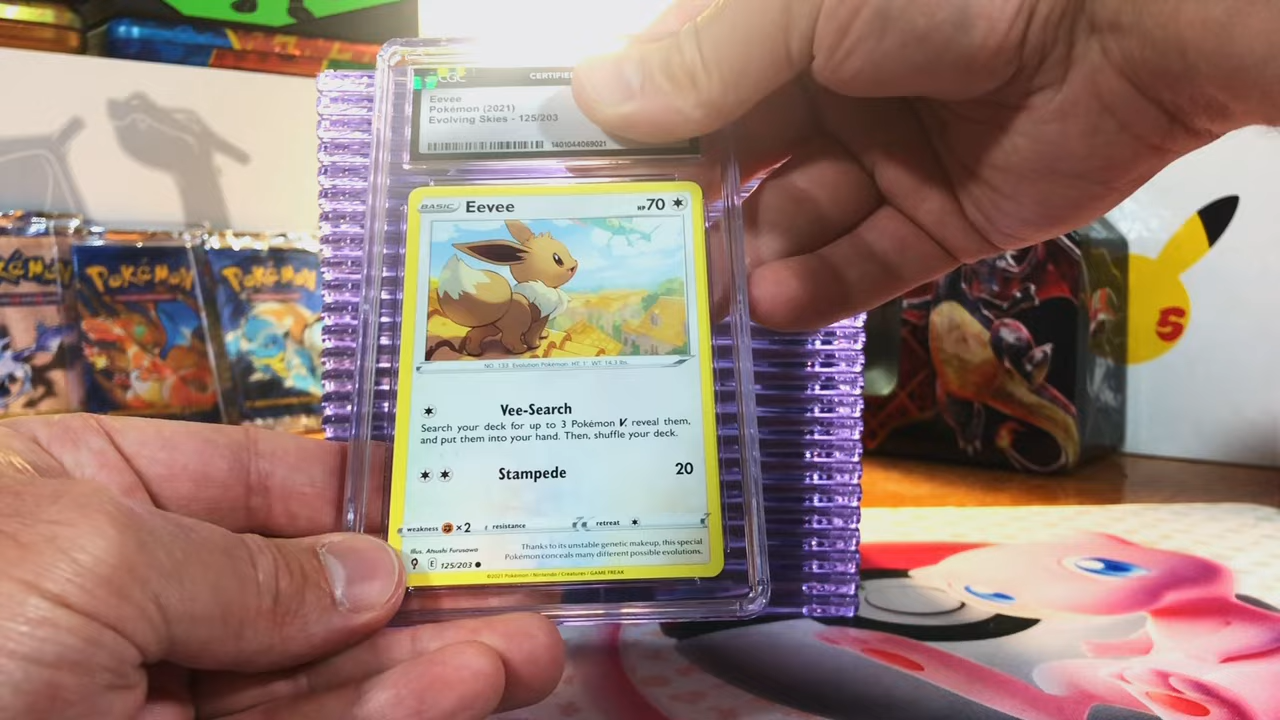 CGC CERTIFIE
Eevee
Pokémon (2021)
Evolving Skies - 125/203
1401044069021
BASIC Eevee HP 70
NO. 133 Evolution Pokémon HT: 1' WT: 14.3 lbs.
Vee-Search
Search your deck for up to 3 Pokémon V, reveal them,
and put them into your hand. Then, shuffle your deck.
Stampede 20
weakness ×2 resistance retreat
Thanks to its unstable genetic makeup, this special
Pokémon conceals many different possible evolutions.
Illus. Atsushi Furusawa
E 125/203
©2021 Pokémon / Nintendo / Creatures / GAME FREAK
POKéMON
POKéMON
POKéMON
5